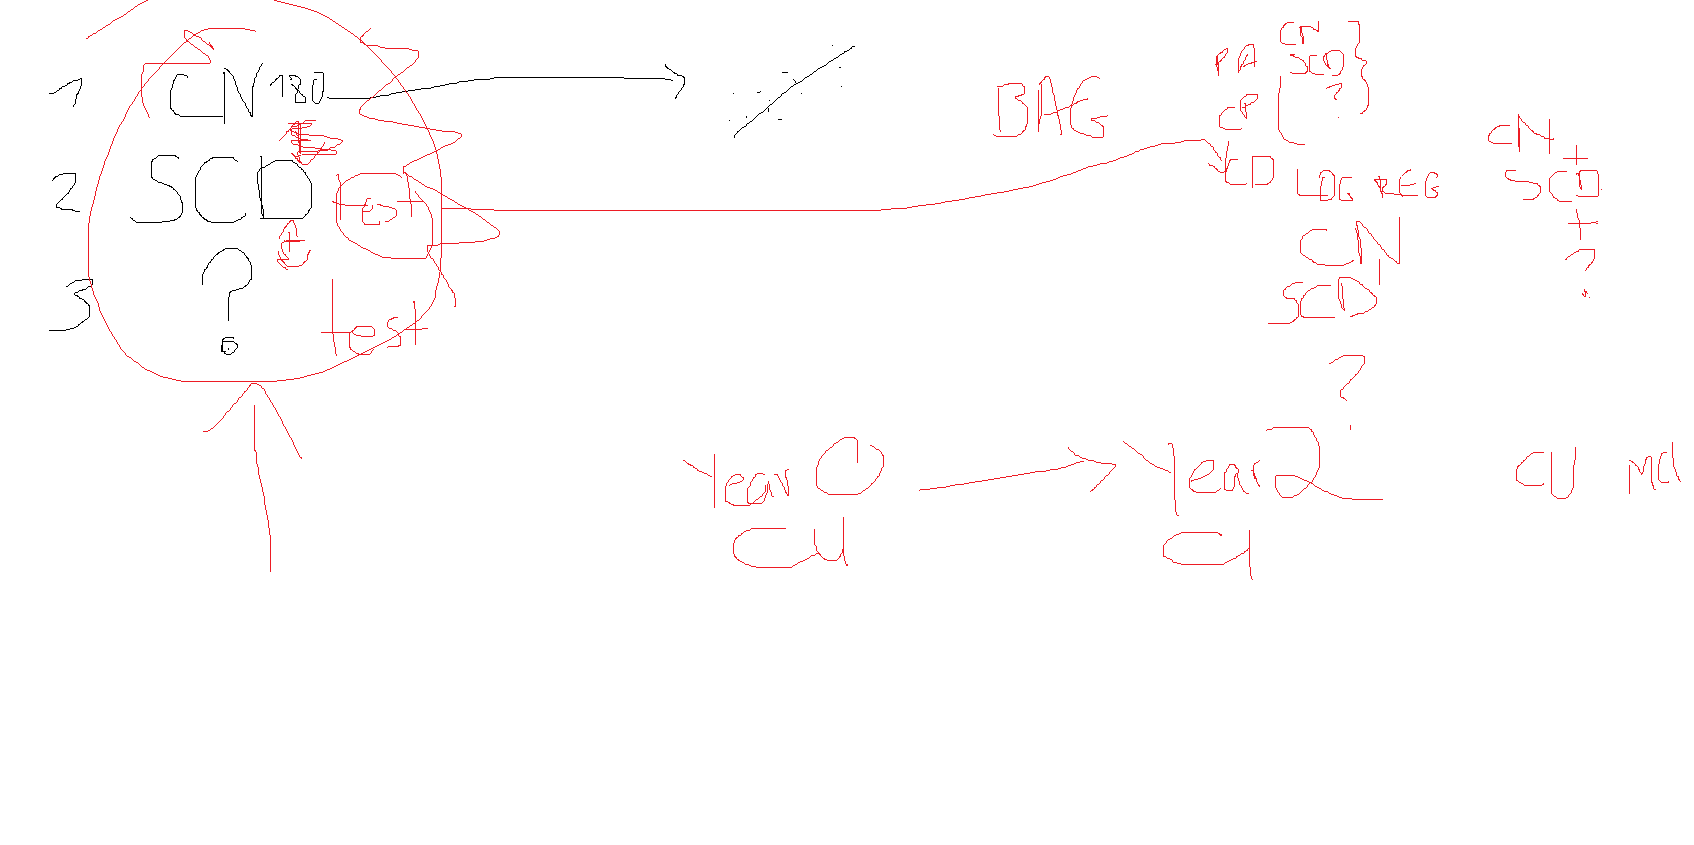 1 CN 180
2 SCD test
t
3 ?
test
BAG
PA CN
SCD
?
CP
CD LOG REG
CN
SCD
?
CN
+
SCD
+
?
Year 0 Year 2
CU MCI
CU
CI